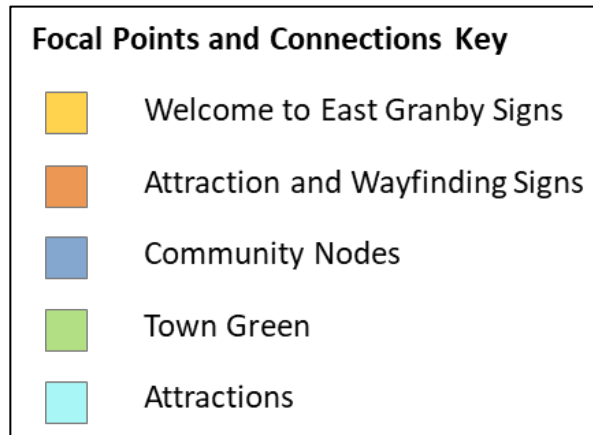 Focal Points and Connections Key
Welcome to East Granby Signs
Attraction and Wayfinding Signs
Community Nodes
Town Green
Attractions